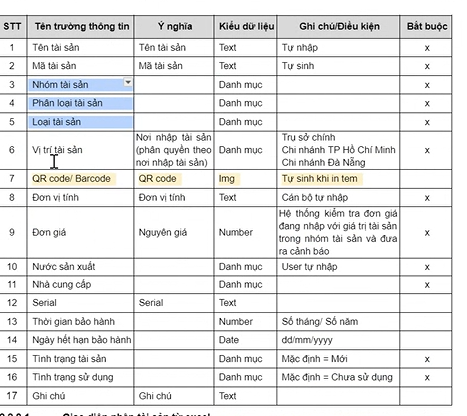 STT Tên trường thông tin Ý nghĩa Kiểu dữ liệu Ghi chú/Điều kiện Bắt buộc
1 Tên tài sản Tên tài sản Text Tự nhập x
2 Mã tài sản Mã tài sản Text Tự sinh x
3 Nhóm tài sản Danh mục x
4 Phân loại tài sản Danh mục x
5 Loại tài sản Danh mục x
6 Vị trí tài sản Nơi nhập tài sản (phân quyền theo nơi nhập tài sản) Danh mục Trụ sở chính Chi nhánh TP Hồ Chí Minh Chi nhánh Đà Nẵng x
7 QR code/ Barcode QR code Img Tự sinh khi in tem
8 Đơn vị tính Đơn vị tính Text Cán bộ tự nhập x
9 Đơn giá Nguyên giá Number Hệ thống kiểm tra đơn giá đang nhập với giá trị tài sản trong nhóm tài sản và đưa ra cảnh báo x
10 Nước sản xuất Danh mục User tự nhập x
11 Nhà cung cấp Danh mục x
12 Serial Serial Text
13 Thời gian bảo hành Number Số tháng/ Số năm
14 Ngày hết hạn bảo hành Date dd/mm/yyyy
15 Tình trạng tài sản Danh mục Mặc định = Mới x
16 Tình trạng sử dụng Danh mục Mặc định = Chưa sử dụng x
17 Ghi chú Ghi chú Text